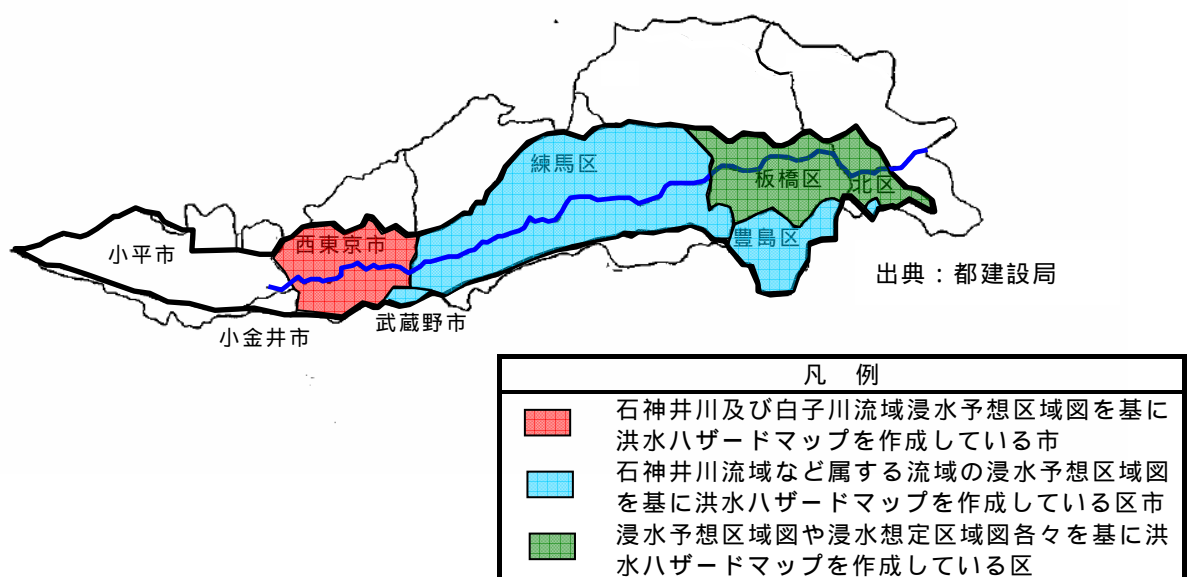 練馬区
板橋区
北区
豊島区
西東京市
小平市
出典：都建設局
武蔵野市
小金井市
凡 例
石神井川及び白子川流域浸水予想区域図を基に
洪水ハザードマップを作成している市
石神井川流域など属する流域の浸水予想区域図
を基に洪水ハザードマップを作成している区市
浸水予想区域図や浸水想定区域図各々を基に洪
水ハザードマップを作成している区